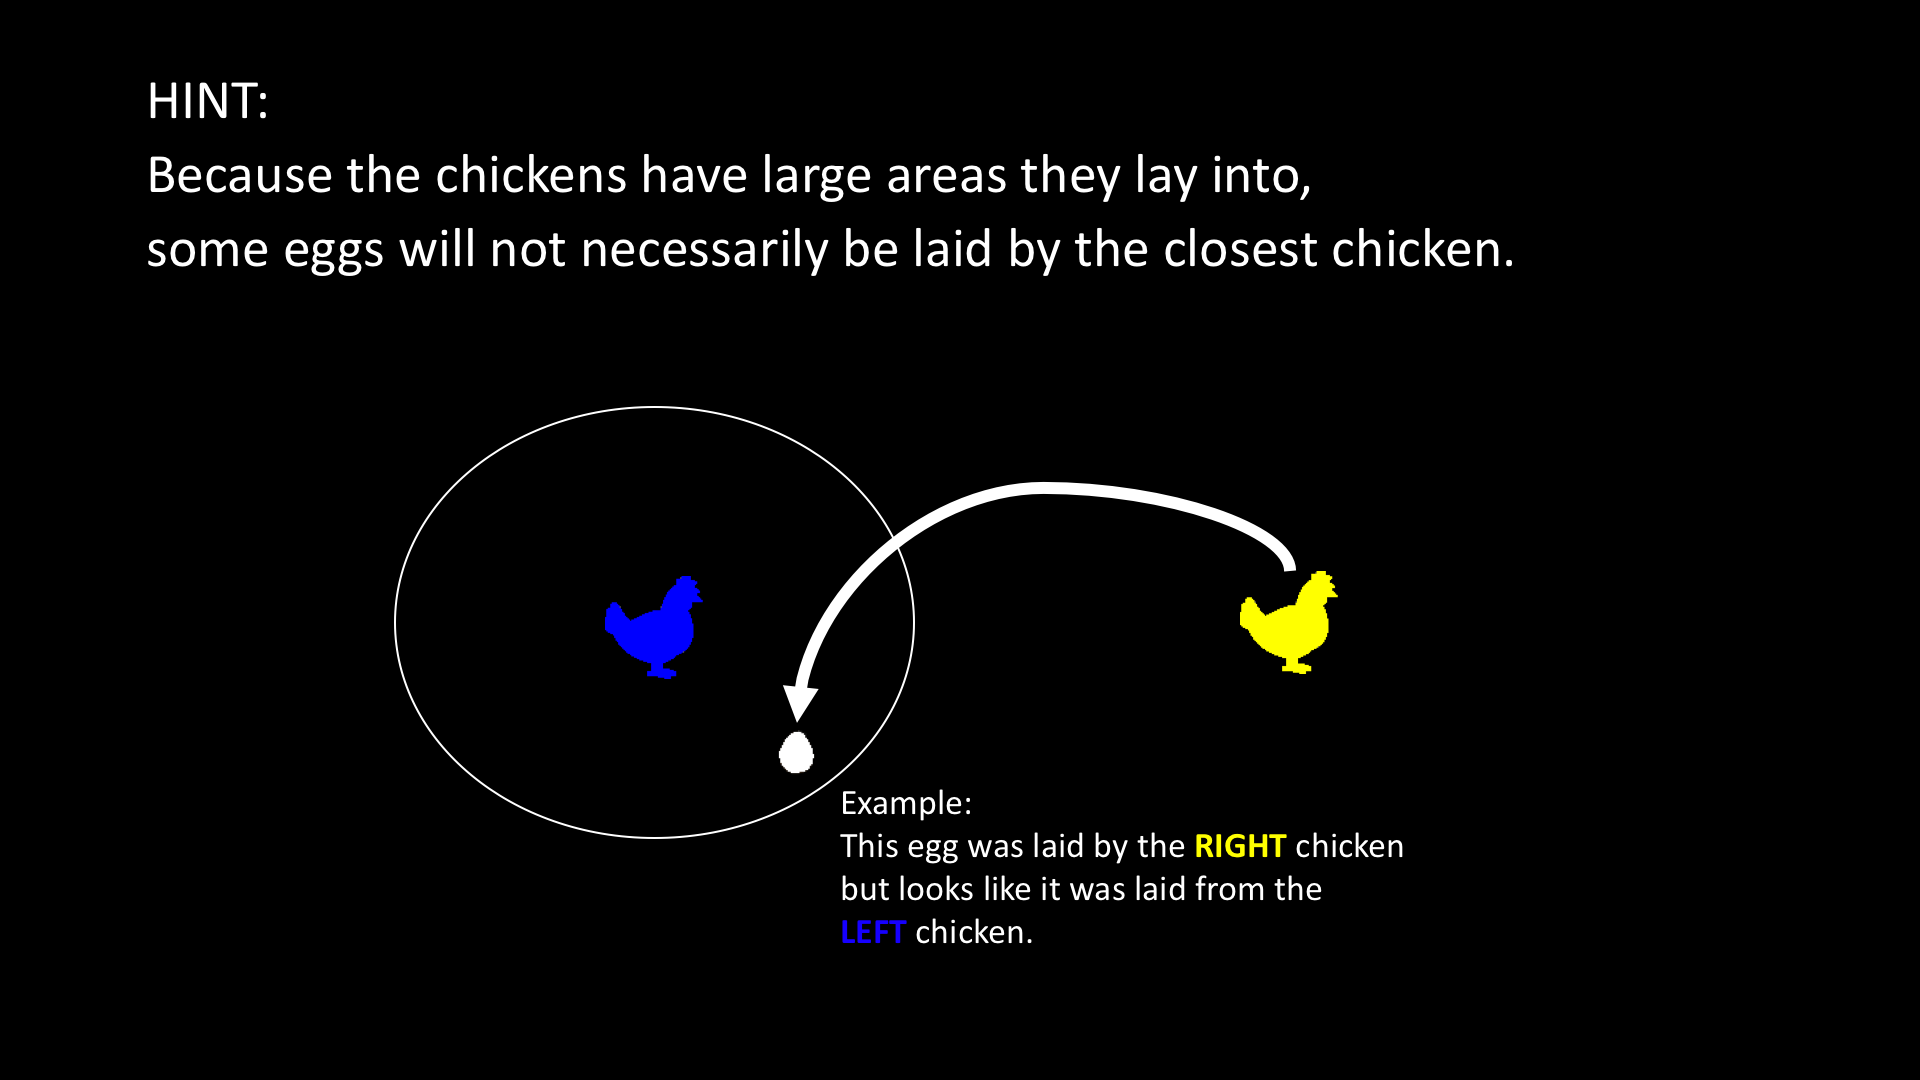 HINT:
Because the chickens have large areas they lay into,
some eggs will not necessarily be laid by the closest chicken.
Example:
This egg was laid by the RIGHT chicken
but looks like it was laid from the
LEFT chicken.